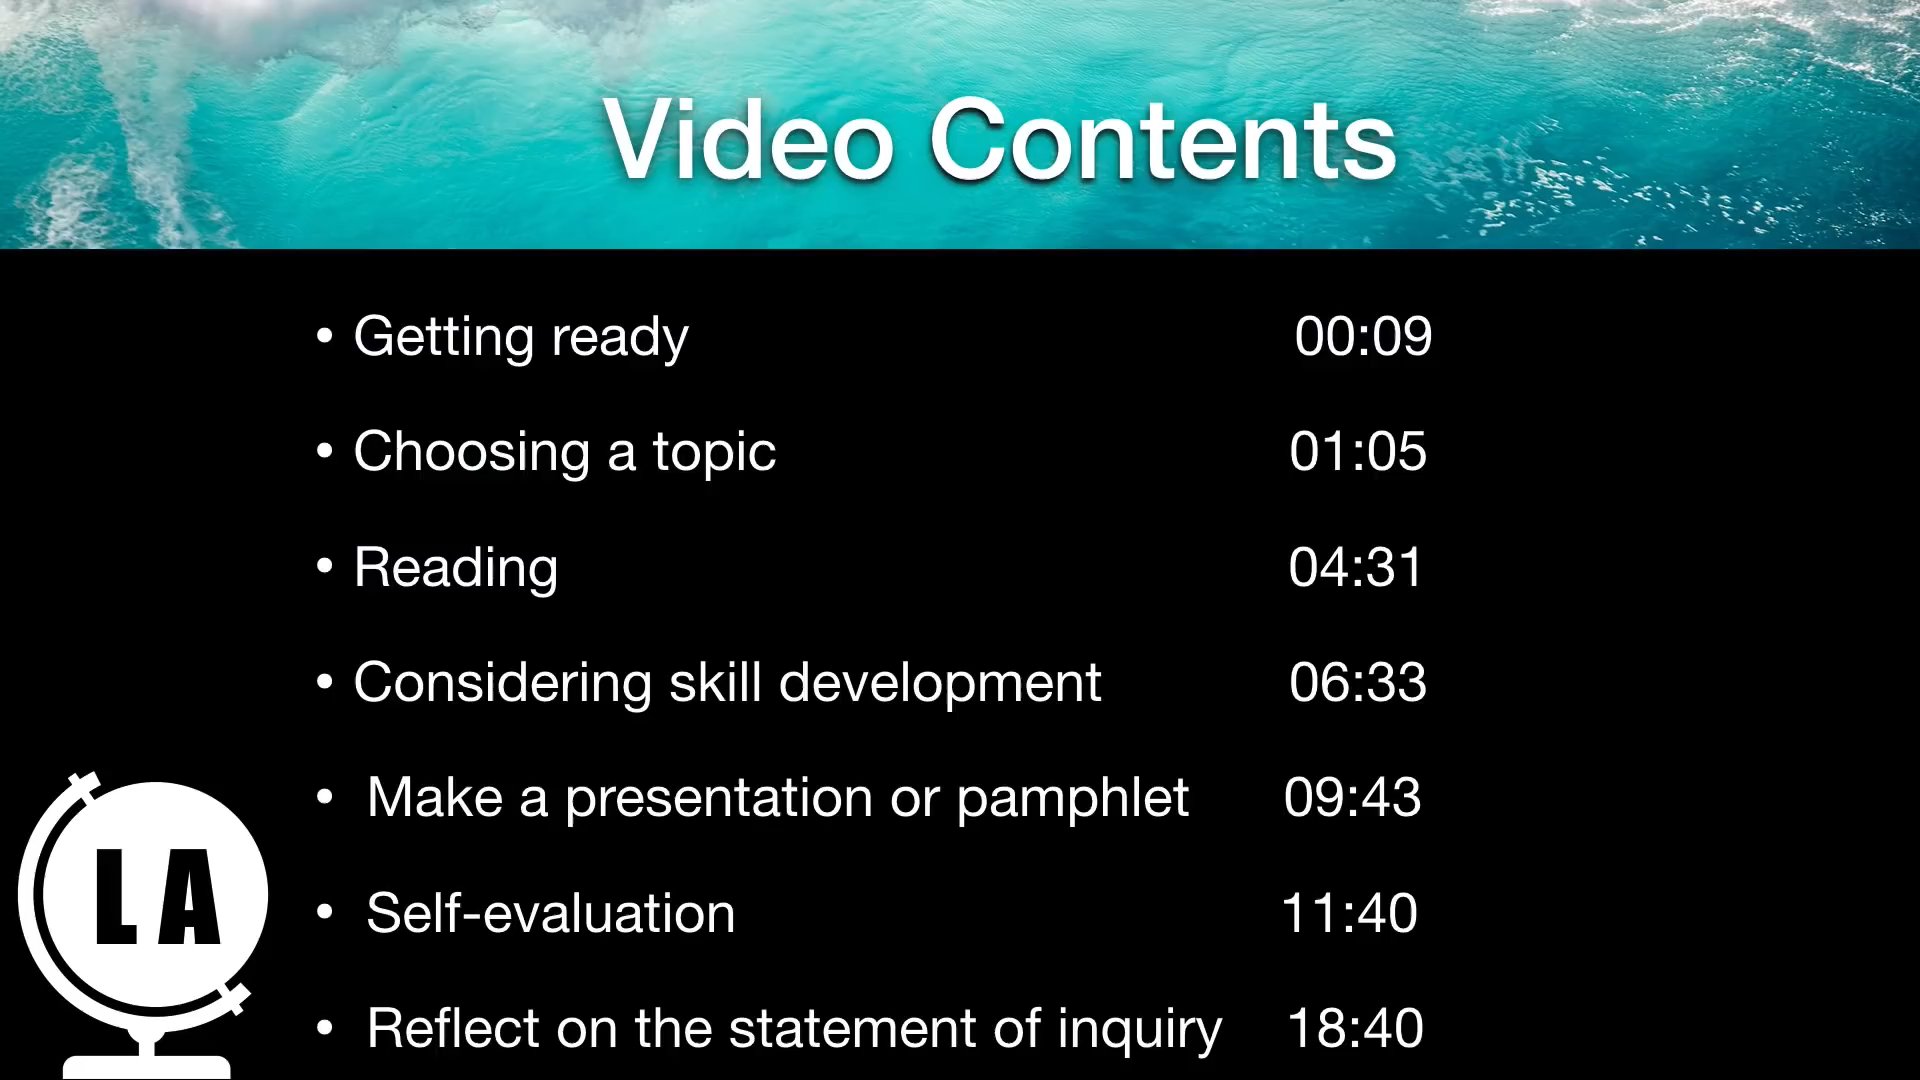 Video Contents
• Getting ready 00:09
• Choosing a topic 01:05
• Reading 04:31
• Considering skill development 06:33
• Make a presentation or pamphlet 09:43
• Self-evaluation 11:40
• Reflect on the statement of inquiry 18:40
LA